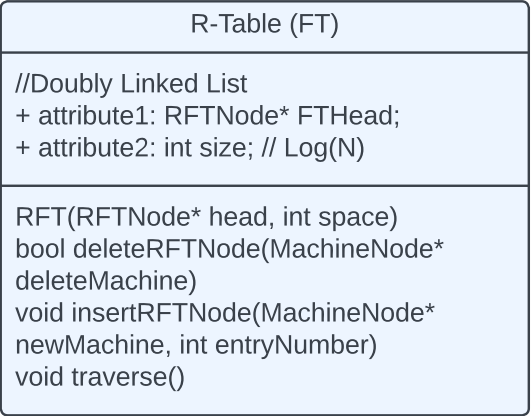 R-Table (FT)
//Doubly Linked List
+ attribute1: RFTNode* FTHead;
+ attribute2: int size; // Log(N)
RFT(RFTNode* head, int space)
bool deleteRFTNode(MachineNode*
deleteMachine)
void insertRFTNode(MachineNode*
newMachine, int entryNumber)
void traverse()